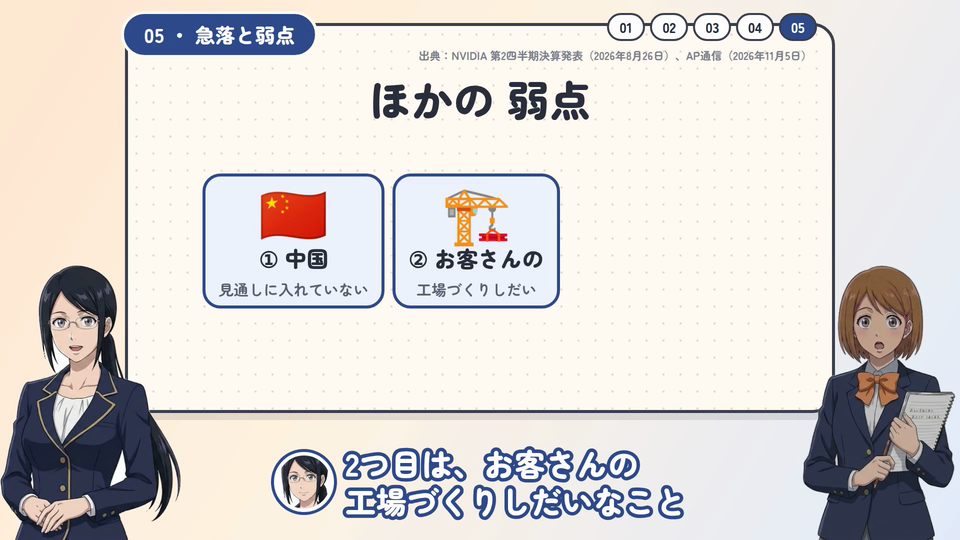 05 ・ 急落と弱点
01 02 03 04 05
出典：NVIDIA 第2四半期決算発表（2026年8月26日）、AP通信（2026年11月5日）
ほかの 弱点
① 中国
見通しに入れていない
② お客さんの
工場づくりしだい
2つ目は、お客さんの
工場づくりしだいなこと